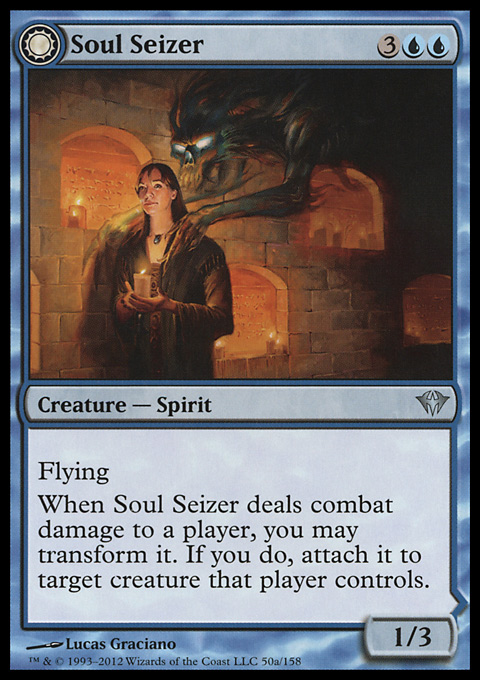 Soul Seizer 3
Creature — Spirit
Flying
When Soul Seizer deals combat
damage to a player, you may
transform it. If you do, attach it to
target creature that player controls.
1/3
Lucas Graciano
™ & © 1993–2012 Wizards of the Coast LLC 50a/158